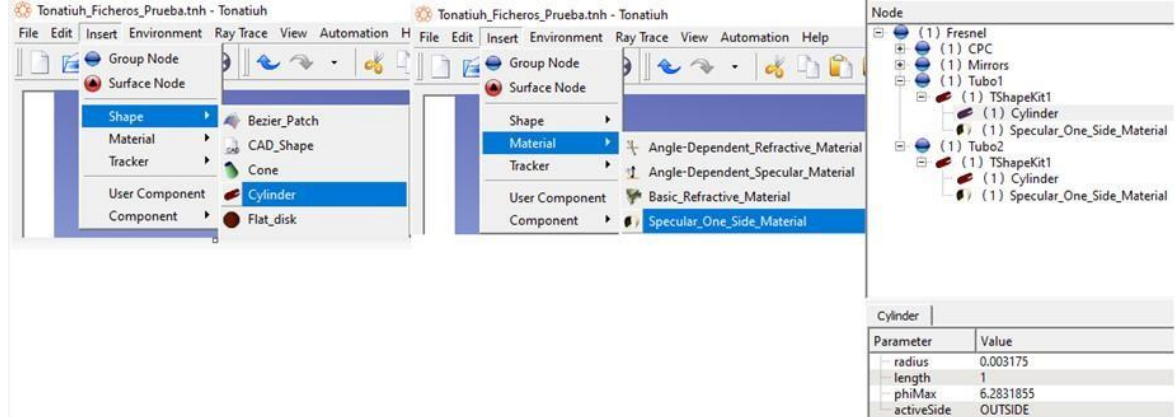 Tonatiuh_Ficheros_Prueba.tnh - Tonatiuh
File Edit Insert Environment Ray Trace View Automation H
Group Node
Surface Node
Shape
Material
Tracker
User Component
Component
Bezier_Patch
CAD_Shape
Cone
Cylinder
Flat_disk
Tonatiuh_Ficheros_Prueba.tnh - Tonatiuh
File Edit Insert Environment Ray Trace View Automation Help
Group Node
Surface Node
Shape
Material
Tracker
User Component
Component
Angle-Dependent_Refractive_Material
Angle-Dependent_Specular_Material
Basic_Refractive_Material
Specular_One_Side_Material
Node
(1) Fresnel
(1) CPC
(1) Mirrors
(1) Tubo1
(1) TShapeKit1
(1) Cylinder
(1) Specular_One_Side_Material
(1) Tubo2
(1) TShapeKit1
(1) Cylinder
(1) Specular_One_Side_Material
Cylinder
Parameter Value
radius 0.003175
length 1
phiMax 6.2831855
activeSide OUTSIDE